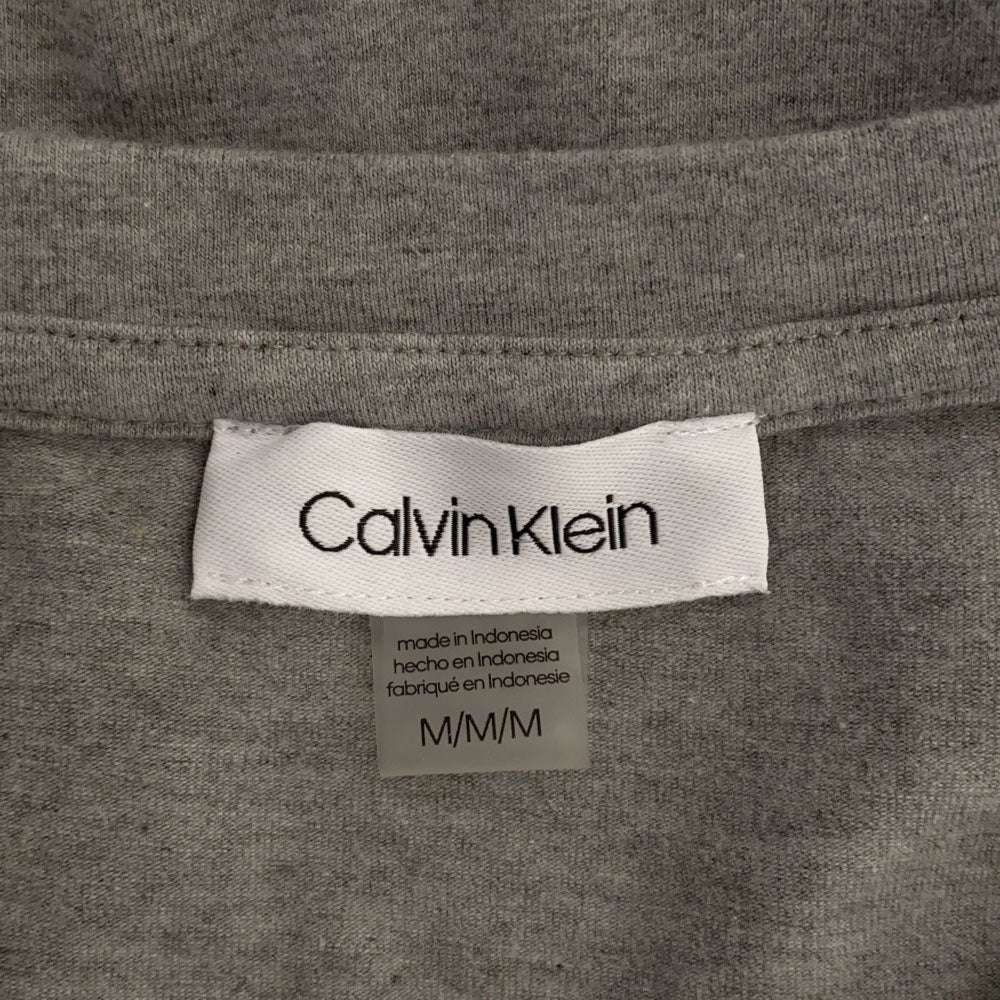 Calvin Klein
made in Indonesia
hecho en Indonesia
fabriqué en Indonesie
M/M/M